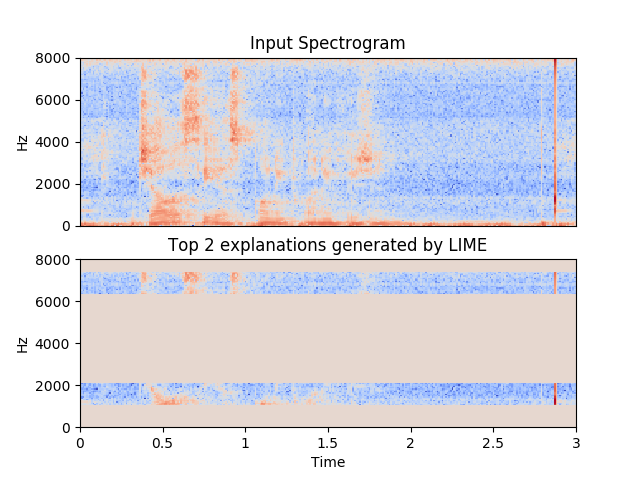 Input Spectrogram
8000
6000
Hz
4000
2000
0
Top 2 explanations generated by LIME
8000
6000
Hz
4000
2000
0
0 0.5 1 1.5 2 2.5 3
Time